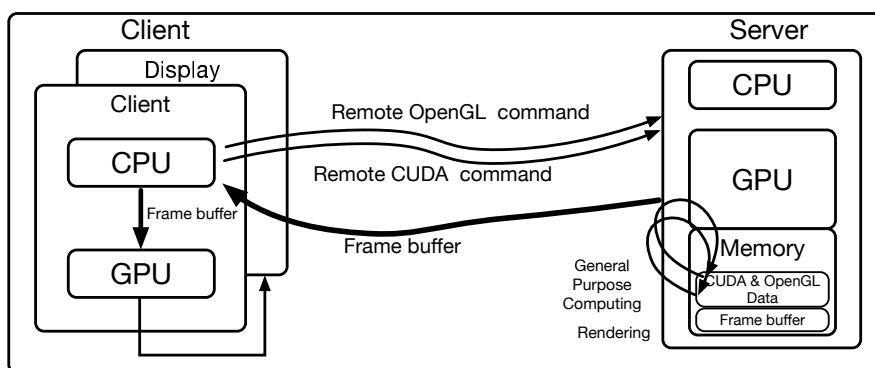 Client
Display
Client
CPU
Frame buffer
GPU
Remote OpenGL command
Remote CUDA command
Frame buffer
Server
CPU
GPU
Memory
CUDA & OpenGL
Data
Frame buffer
General
Purpose
Computing
Rendering